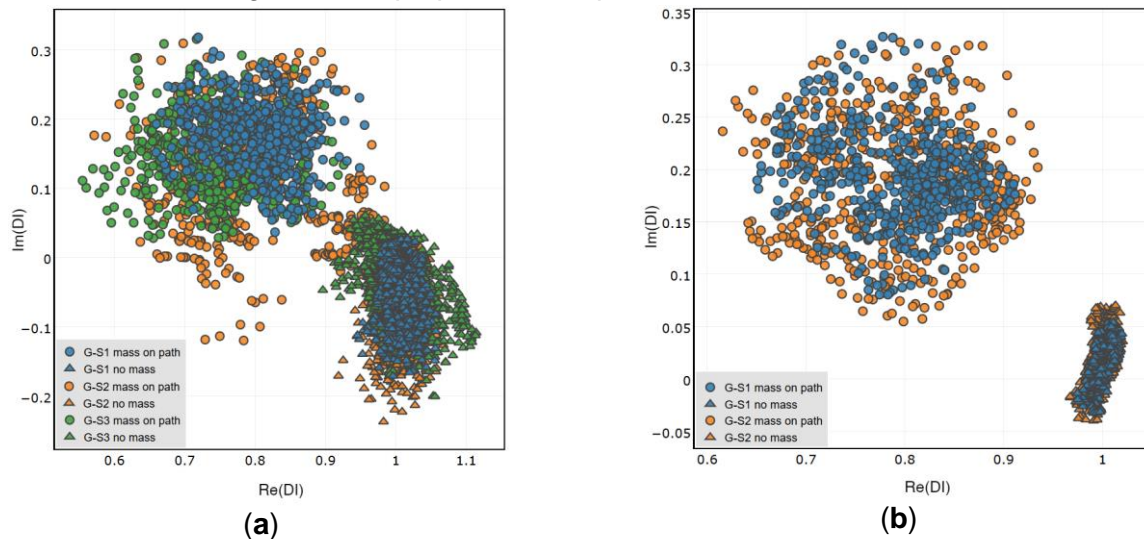 0.3
0.2
0.1
0
−0.1
−0.2
Im(DI)
G-S1 mass on path
G-S1 no mass
G-S2 mass on path
G-S2 no mass
G-S3 mass on path
G-S3 no mass
0.6 0.7 0.8 0.9 1 1.1
Re(DI)
(a)
0.35
0.3
0.25
0.2
0.15
0.1
0.05
0
−0.05
Im(DI)
G-S1 mass on path
G-S1 no mass
G-S2 mass on path
G-S2 no mass
0.6 0.7 0.8 0.9 1
Re(DI)
(b)